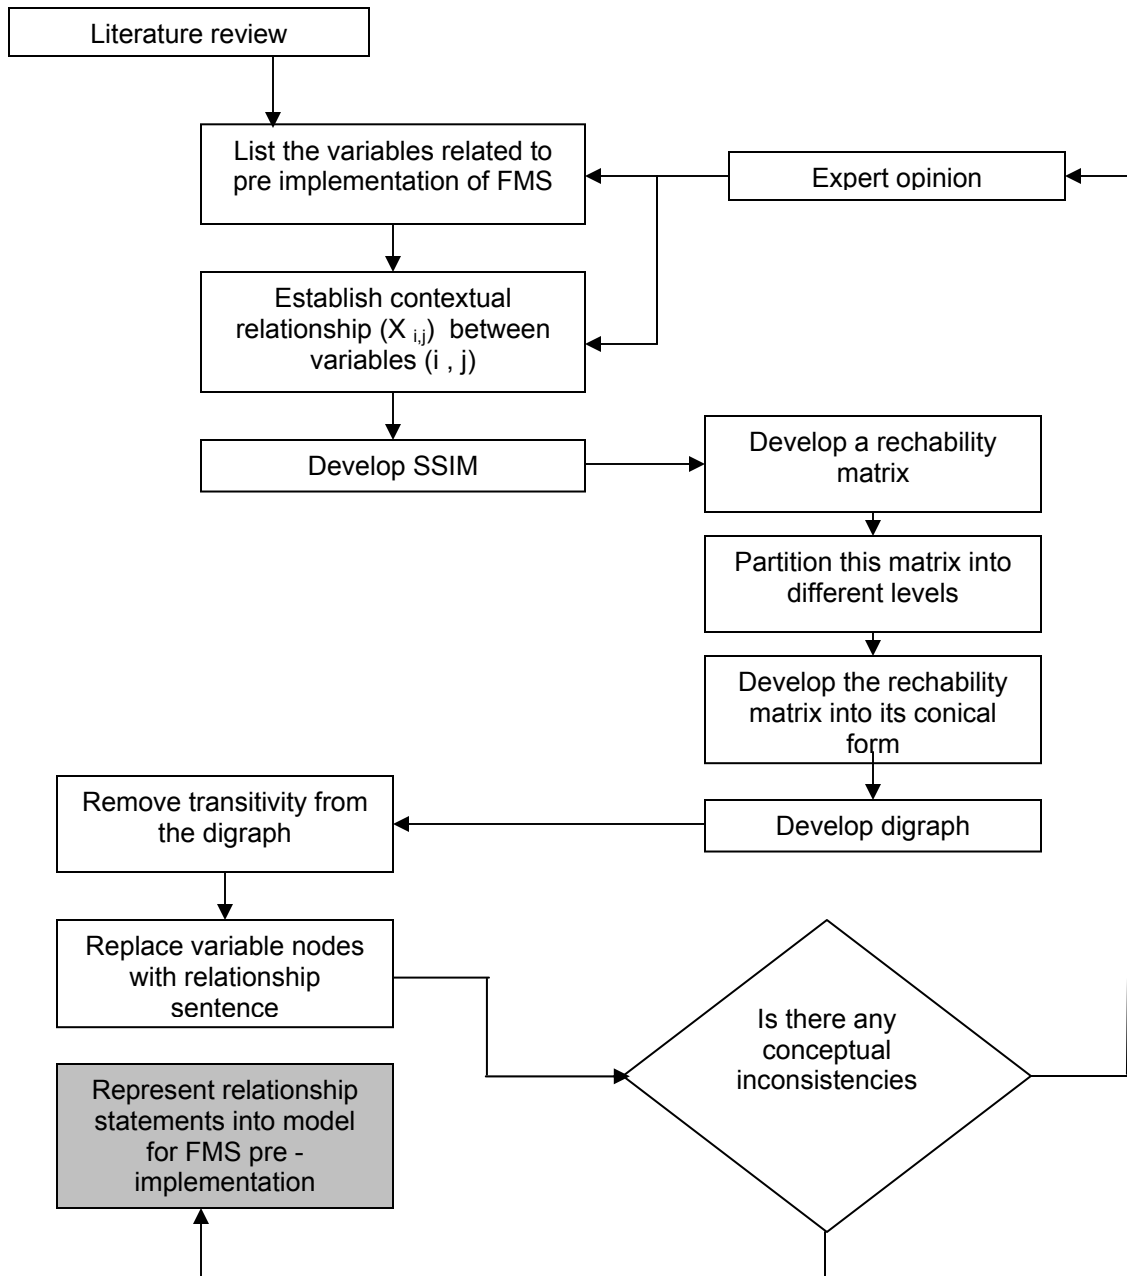 Literature review
List the variables related to
pre implementation of FMS
Expert opinion
Establish contextual
relationship (X i,j) between
variables (i , j)
Develop SSIM
Develop a rechability
matrix
Partition this matrix into
different levels
Develop the rechability
matrix into its conical
form
Develop digraph
Remove transitivity from
the digraph
Replace variable nodes
with relationship
sentence
Is there any
conceptual
inconsistencies
Represent relationship
statements into model
for FMS pre -
implementation